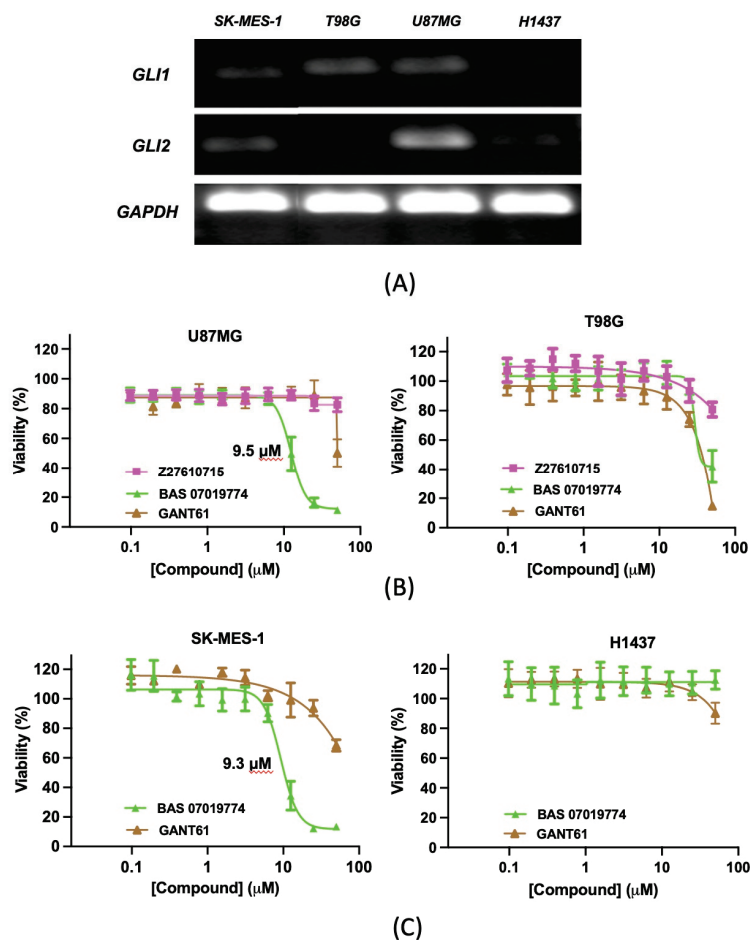 SK-MES-1 T98G U87MG H1437
GLI1
GLI2
GAPDH
(A)
U87MG
120
100
80
60
40
20
0
Viability (%)
9.5 μM
Z27610715
BAS 07019774
GANT61
0.1 1 10 100
[Compound] (μM)
T98G
120
100
80
60
40
20
0
Viability (%)
Z27610715
BAS 07019774
GANT61
0.1 1 10 100
[Compound] (μM)
(B)
SK-MES-1
120
100
80
60
40
20
0
Viability (%)
9.3 μM
BAS 07019774
GANT61
0.1 1 10 100
[Compound] (μM)
H1437
120
100
80
60
40
20
0
Viability (%)
BAS 07019774
GANT61
0.1 1 10 100
[Compound] (μM)
(C)